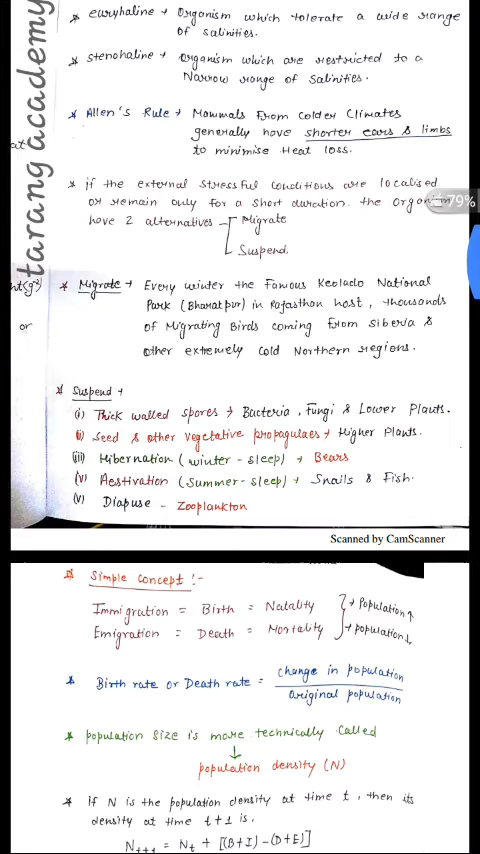 tarang academy
* euryhaline → Organism which tolerate a wide range
of salinities.
* stenohaline → Organism which are restricted to a
Narrow range of Salinities.
* Allen's Rule → Mammals from colder climates
generally have shorter ears & limbs
to minimise Heat loss.
at
* if the external stressful conditions are localised
or remain only for a short duration. the organism
have 2 alternatives - Migrate
Suspend.
79%
ht(g²)
or
* Migrate → Every winter the famous Keolado National
Park (Bharatpur) in Rajasthan host, thousands
of Migrating Birds coming from Siberia &
other extremely cold Northern regions.
* Suspend →
(i) Thick walled spores → Bacteria, Fungi & Lower Plants.
(ii) Seed & other vegetative propagulaes → Higher Plants.
(iii) Hibernation (winter-sleep) → Bears
(V) Aestivation (Summer-sleep) → Snails & Fish.
(V) Diapuse - Zooplankton
Scanned by CamScanner
* Simple concept :-
Immigration = Birth = Natality } → Population↑
Emigration = Death = Mortality → population↓
* Birth rate or Death rate = change in population
Original population
* population size is more technically called
↓
population density (N)
* if N is the population density at time t, then its
density at time t+1 is,
Nt+1 = Nt + [(B+I)-(D+E)]